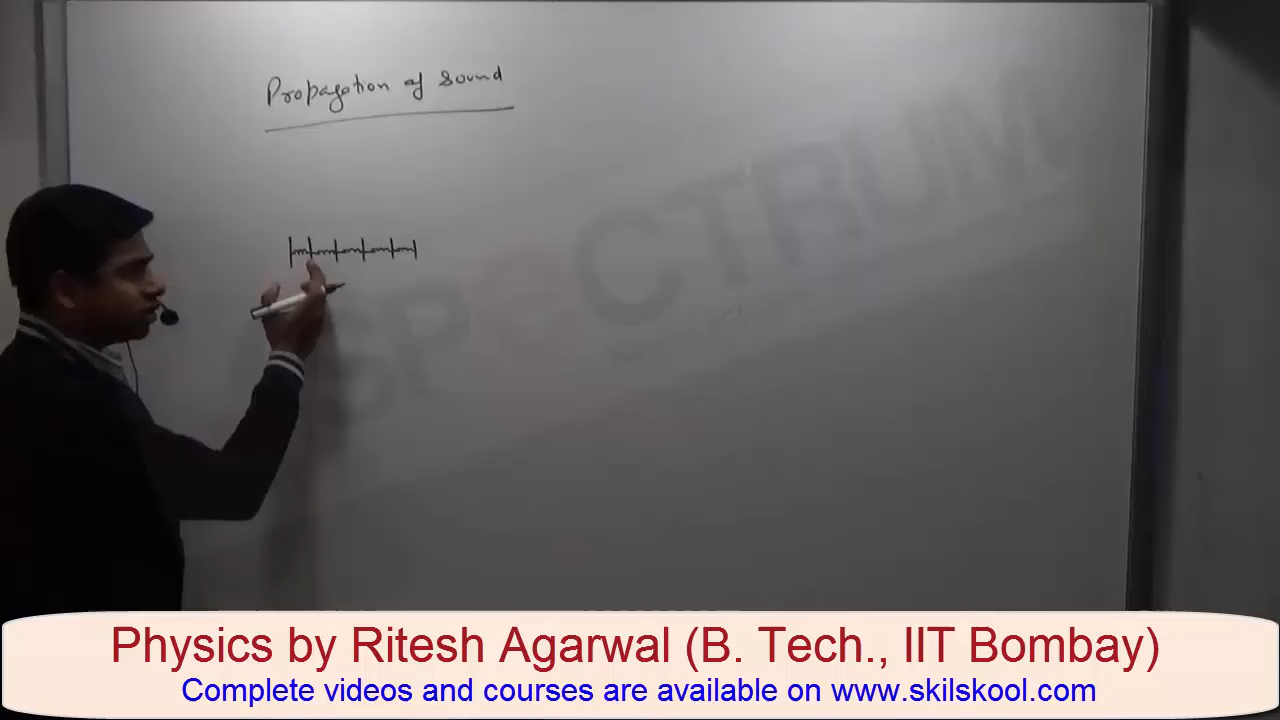 Propagation of Sound
SPECTRUM
Physics by Ritesh Agarwal (B. Tech., IIT Bombay)
Complete videos and courses are available on www.skilskool.com